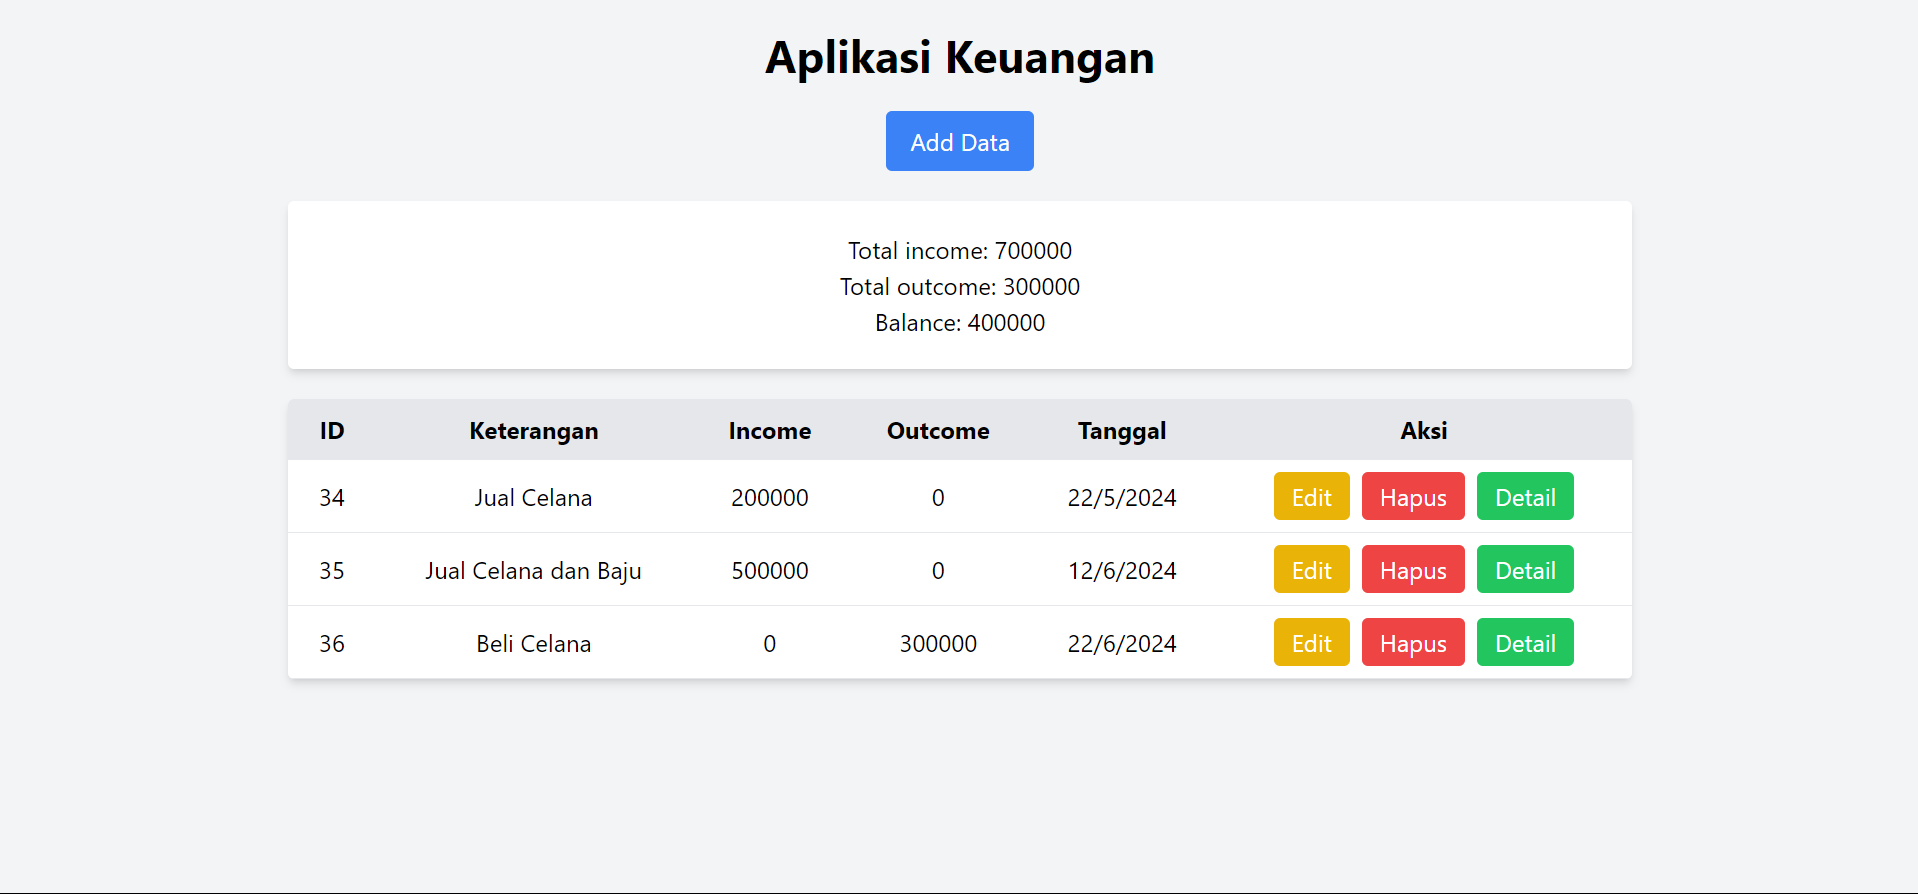 Aplikasi Keuangan
Add Data
Total income: 700000
Total outcome: 300000
Balance: 400000
ID Keterangan Income Outcome Tanggal Aksi
34 Jual Celana 200000 0 22/5/2024 Edit Hapus Detail
35 Jual Celana dan Baju 500000 0 12/6/2024 Edit Hapus Detail
36 Beli Celana 0 300000 22/6/2024 Edit Hapus Detail